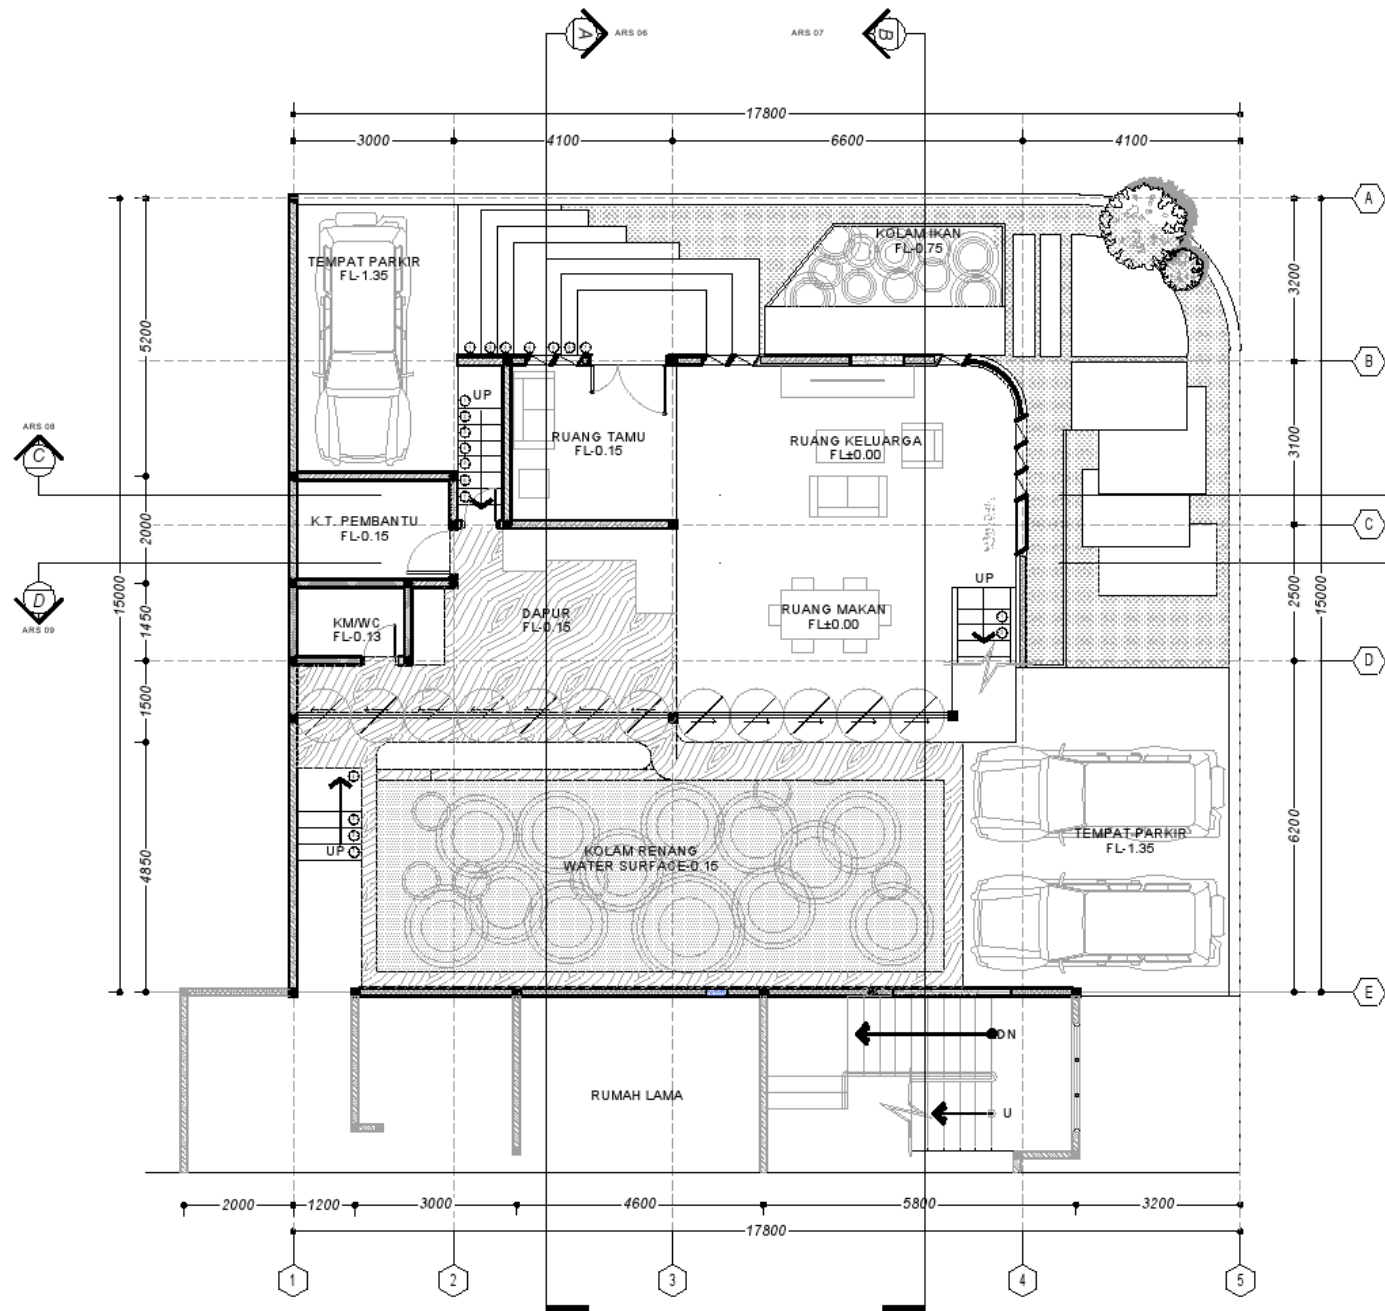 A ARS 06
ARS 07 B
17800
3000 4100 6600 4100
A
TEMPAT PARKIR
FL-1.35
KOLAM IKAN
FL-0.75
5200
3200
B
UP
RUANG TAMU
FL-0.15
RUANG KELUARGA
FL±0.00
3100
ARS 08
C
K.T. PEMBANTU
FL-0.15
2000
C
15000
D
ARS 09
1450
KM/WC
FL-0.13
DAPUR
FL-0.15
RUANG MAKAN
FL±0.00
UP
2500
15000
D
1500
4850
UP
KOLAM RENANG
WATER SURFACE-0.15
TEMPAT PARKIR
FL-1.35
6200
E
DN
RUMAH LAMA
U
2000 1200 3000 4600 5800 3200
17800
1 2 3 4 5